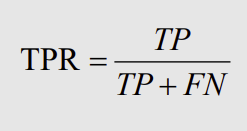 TPR = TP / (TP + FN)